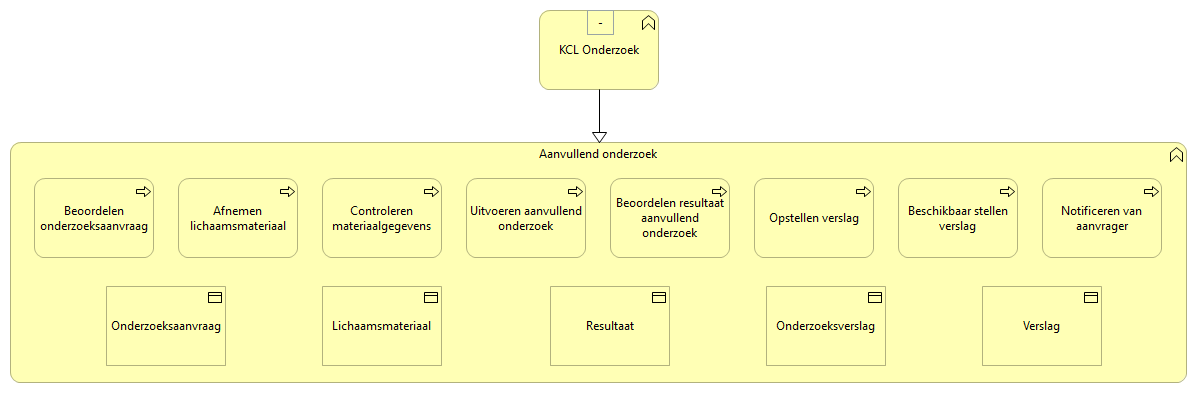 -
KCL Onderzoek
Aanvullend onderzoek
Beoordelen
onderzoeksaanvraag
Afnemen
lichaamsmateriaal
Controleren
materiaalgegevens
Uitvoeren aanvullend
onderzoek
Beoordelen resultaat
aanvullend
onderzoek
Opstellen verslag
Beschikbaar stellen
verslag
Notificeren van
aanvrager
Onderzoeksaanvraag
Lichaamsmateriaal
Resultaat
Onderzoeksverslag
Verslag